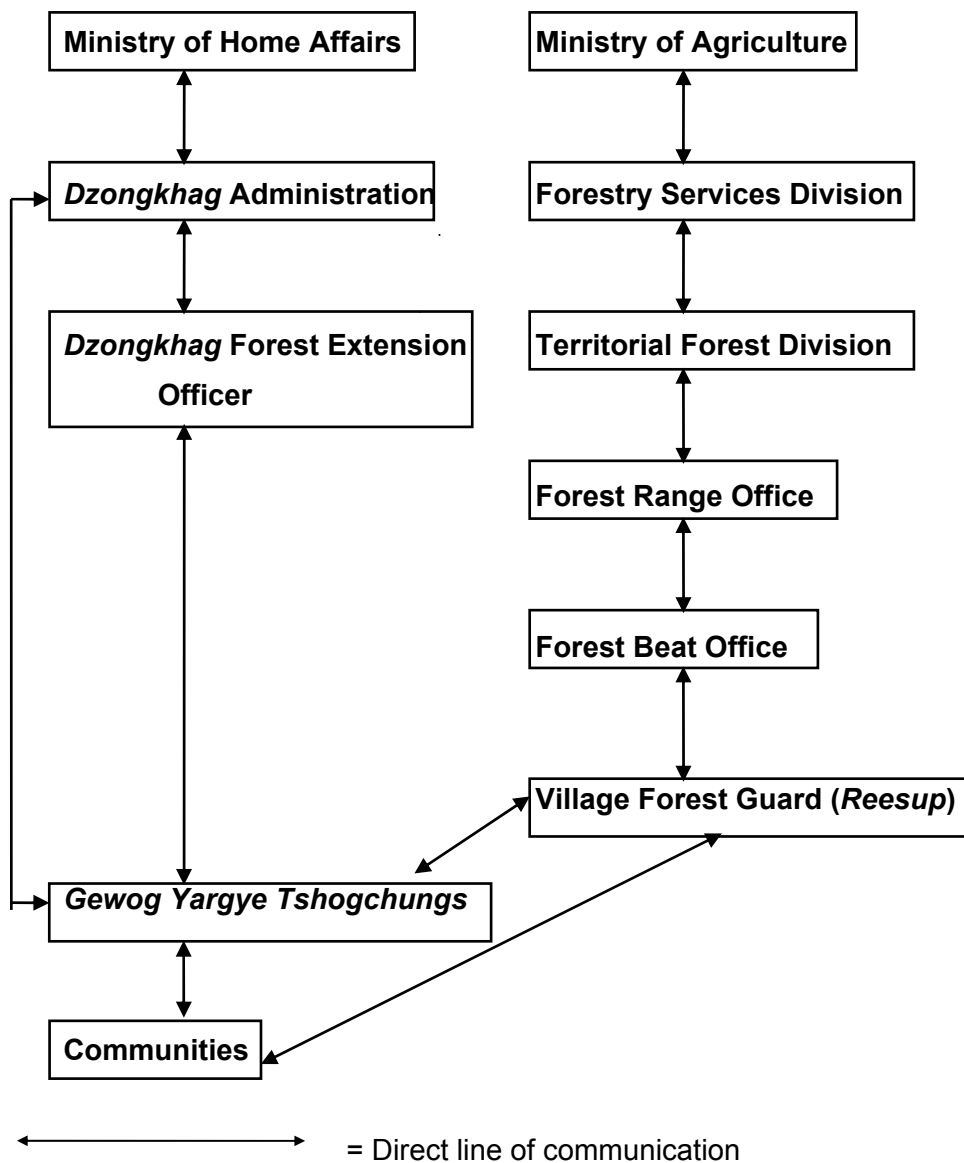 Ministry of Home Affairs
Ministry of Agriculture
Dzongkhag Administration
Forestry Services Division
Dzongkhag Forest Extension
Officer
Territorial Forest Division
Forest Range Office
Forest Beat Office
Village Forest Guard (Reesup)
Gewog Yargye Tshogchungs
Communities
= Direct line of communication